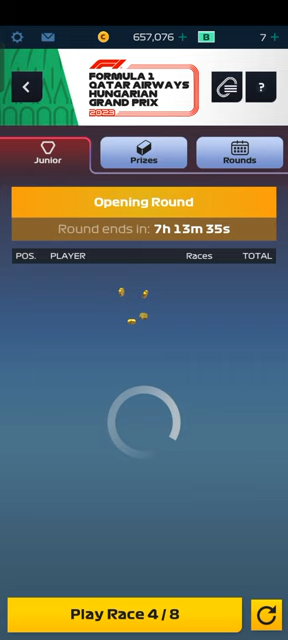 C 657,076 + B 7 +
FORMULA 1
QATAR AIRWAYS
HUNGARIAN
GRAND PRIX
2023
?
Junior
Prizes
Rounds
Opening Round
Round ends in: 7h 13m 35s
POS. PLAYER Races TOTAL
Play Race 4 / 8